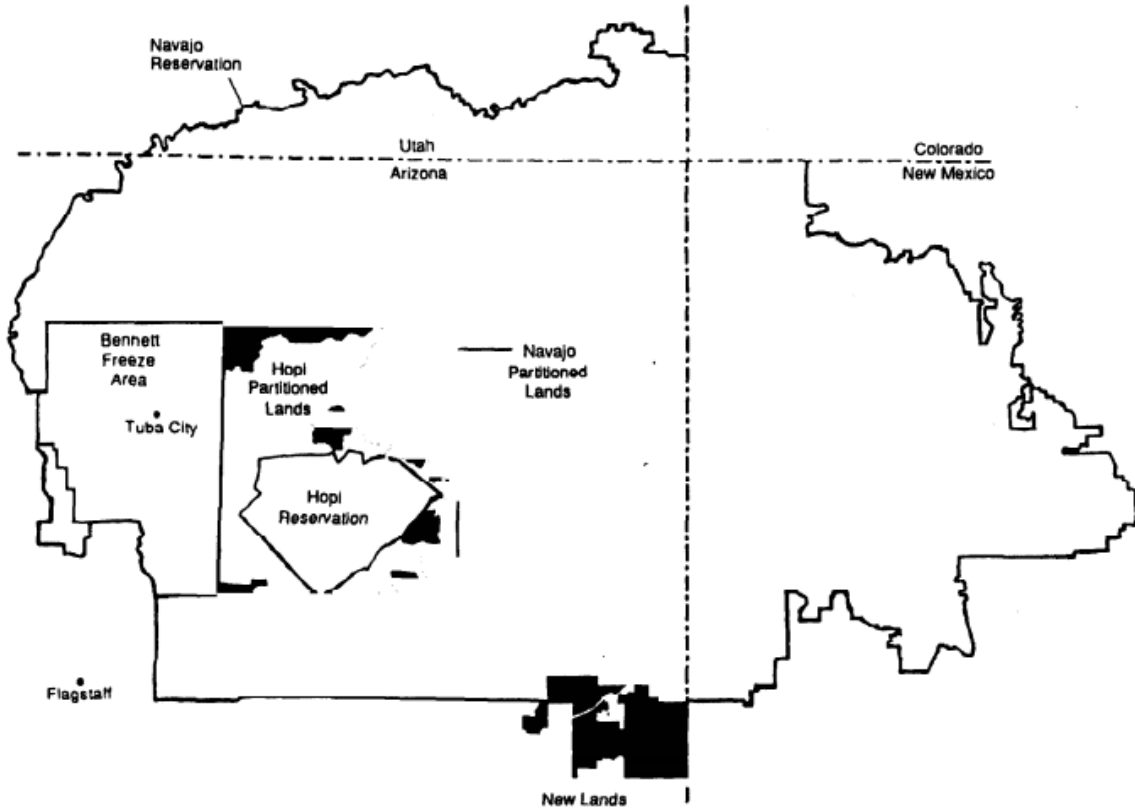 Navajo
Reservation
Utah
Arizona
Colorado
New Mexico
Bennett
Freeze
Area
Tuba City
Hopi
Partitioned
Lands
Navajo
Partitioned
Lands
Hopi
Reservation
Flagstaff
New Lands